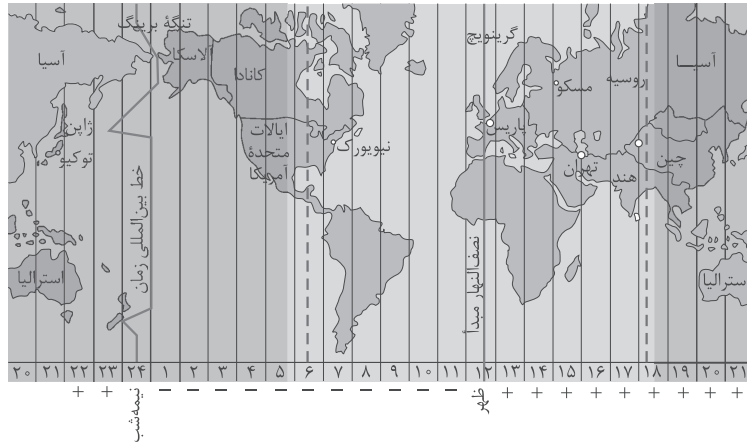 تنگهٔ برینگ
گرینویچ
آسیا
آلاسکا
کانادا
آسیـــا
روسیه
مسکو
ژاپن
توکیو
ایالات
متحدهٔ
آمریکا
نیویورک
پاریس
تهران
هند
چین
خط بین‌المللی زمان
نصف‌النهار مبدأ
استرالیا
سترالیا
۲۰ ۲۱ ۲۲ ۲۳ ۲۴ ۱ ۲ ۳ ۴ ۵ ۶ ۷ ۸ ۹ ۱۰ ۱۱ ۱۲ ۱۳ ۱۴ ۱۵ ۱۶ ۱۷ ۱۸ ۱۹ ۲۰ ۲۱
+ + نیمه‌شب − − − − − − − − − − − ظهر + + + + + + + + +